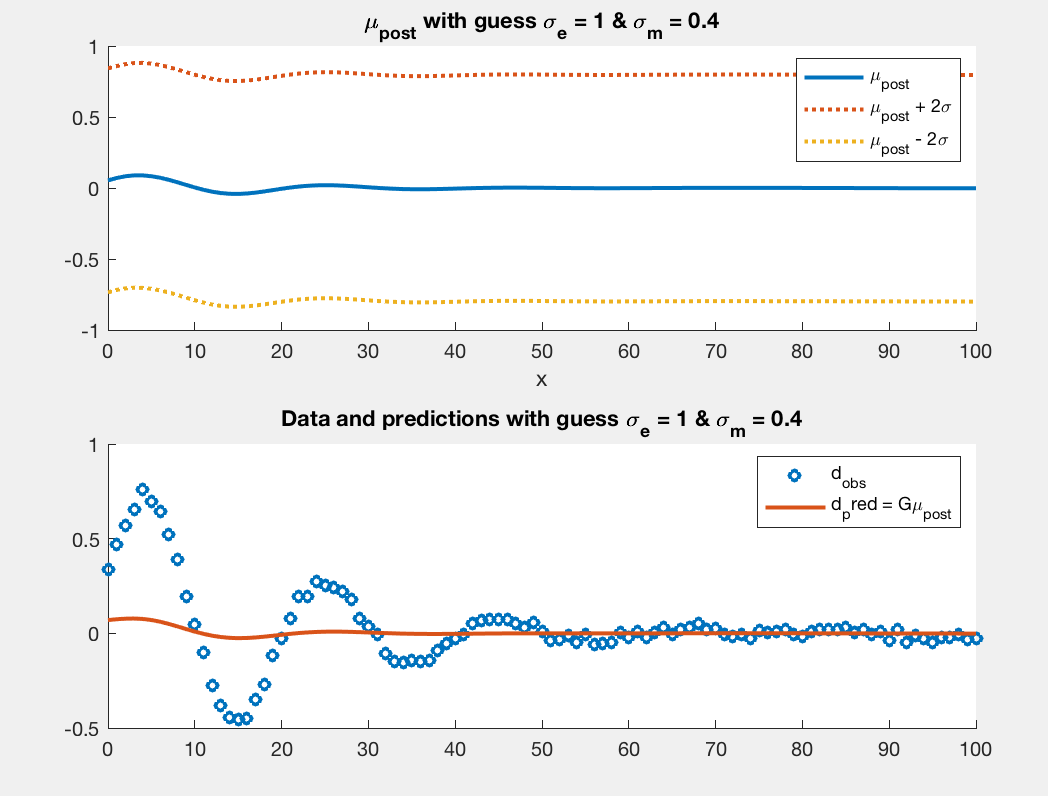 μpost with guess σe = 1 & σm = 0.4
1
0.5
0
-0.5
-1
μpost
μpost + 2σ
μpost - 2σ
0 10 20 30 40 50 60 70 80 90 100
x
Data and predictions with guess σe = 1 & σm = 0.4
1
0.5
0
-0.5
dobs
dpred = Gμpost
0 10 20 30 40 50 60 70 80 90 100